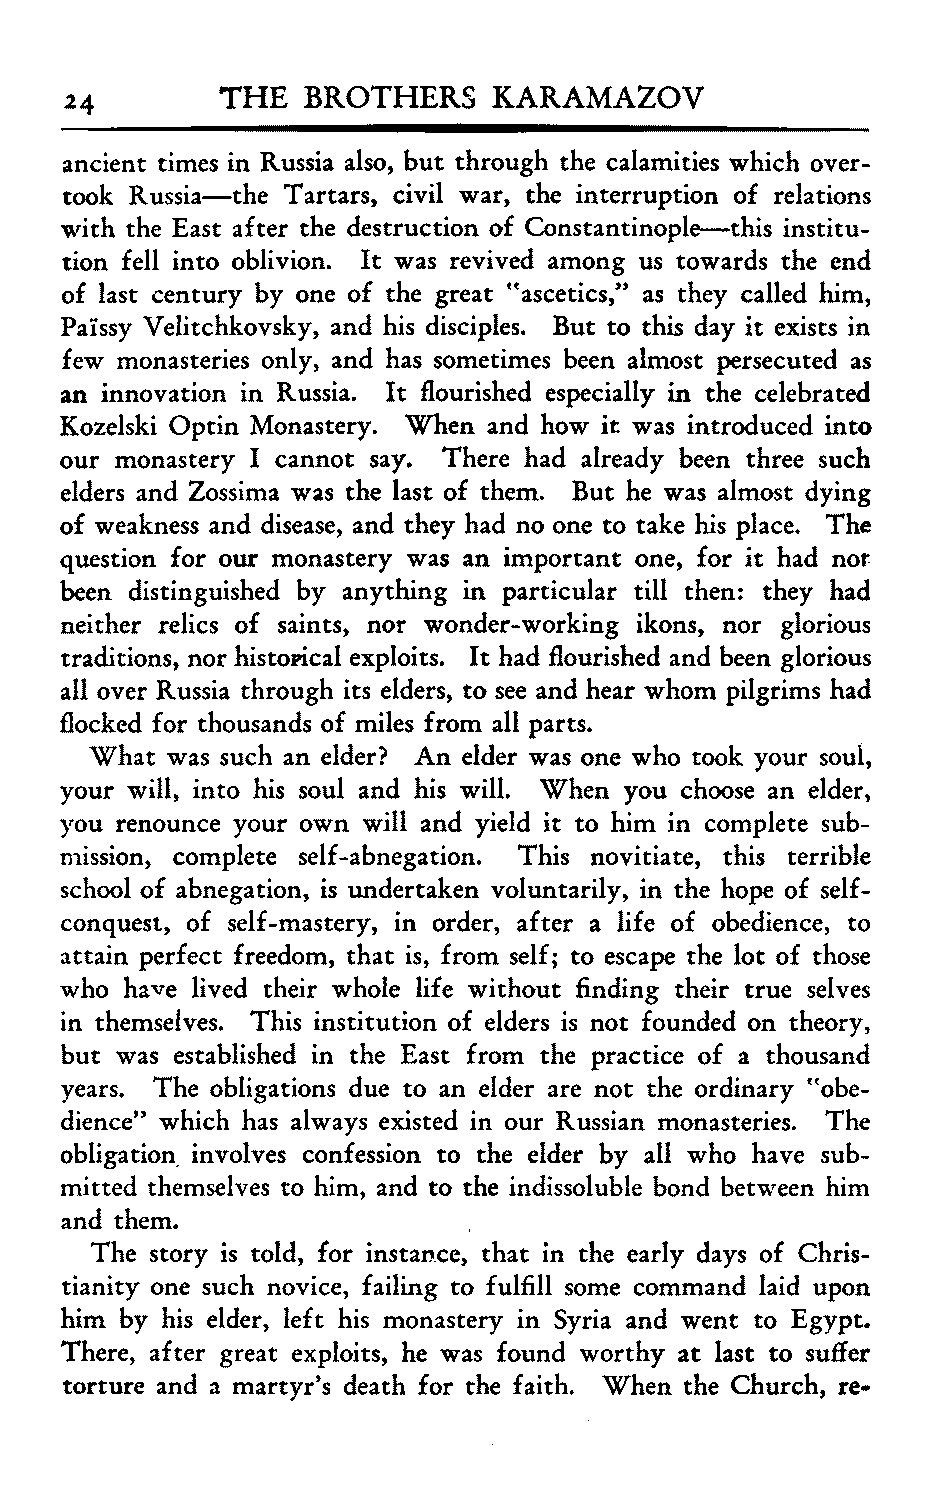 24 THE BROTHERS KARAMAZOV
ancient times in Russia also, but through the calamities which over-
took Russia—the Tartars, civil war, the interruption of relations
with the East after the destruction of Constantinople—this institu-
tion fell into oblivion. It was revived among us towards the end
of last century by one of the great "ascetics," as they called him,
Païssy Velitchkovsky, and his disciples. But to this day it exists in
few monasteries only, and has sometimes been almost persecuted as
an innovation in Russia. It flourished especially in the celebrated
Kozelski Optin Monastery. When and how it was introduced into
our monastery I cannot say. There had already been three such
elders and Zossima was the last of them. But he was almost dying
of weakness and disease, and they had no one to take his place. The
question for our monastery was an important one, for it had not
been distinguished by anything in particular till then: they had
neither relics of saints, nor wonder-working ikons, nor glorious
traditions, nor historical exploits. It had flourished and been glorious
all over Russia through its elders, to see and hear whom pilgrims had
flocked for thousands of miles from all parts.
What was such an elder? An elder was one who took your soul,
your will, into his soul and his will. When you choose an elder,
you renounce your own will and yield it to him in complete sub-
mission, complete self-abnegation. This novitiate, this terrible
school of abnegation, is undertaken voluntarily, in the hope of self-
conquest, of self-mastery, in order, after a life of obedience, to
attain perfect freedom, that is, from self; to escape the lot of those
who have lived their whole life without finding their true selves
in themselves. This institution of elders is not founded on theory,
but was established in the East from the practice of a thousand
years. The obligations due to an elder are not the ordinary "obe-
dience" which has always existed in our Russian monasteries. The
obligation involves confession to the elder by all who have sub-
mitted themselves to him, and to the indissoluble bond between him
and them.
The story is told, for instance, that in the early days of Chris-
tianity one such novice, failing to fulfill some command laid upon
him by his elder, left his monastery in Syria and went to Egypt.
There, after great exploits, he was found worthy at last to suffer
torture and a martyr's death for the faith. When the Church, re-